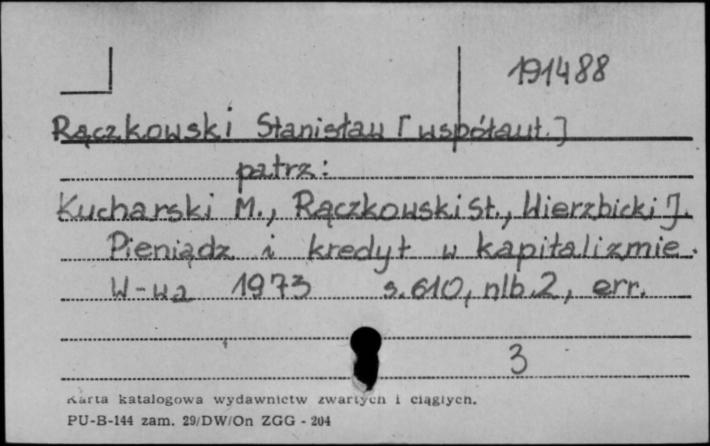 191488
Rączkowski Stanisław [współaut.]
patrz:
Kucharski M., Rączkowski St., Wierzbicki J.
Pieniądz i kredyt w kapitalizmie.
W-wa 1973 s. 610, nlb. 2, err.
3
Karta katalogowa wydawnictw zwartych i ciągłych.
PU-B-144 zam. 29/DW/On ZGG - 204